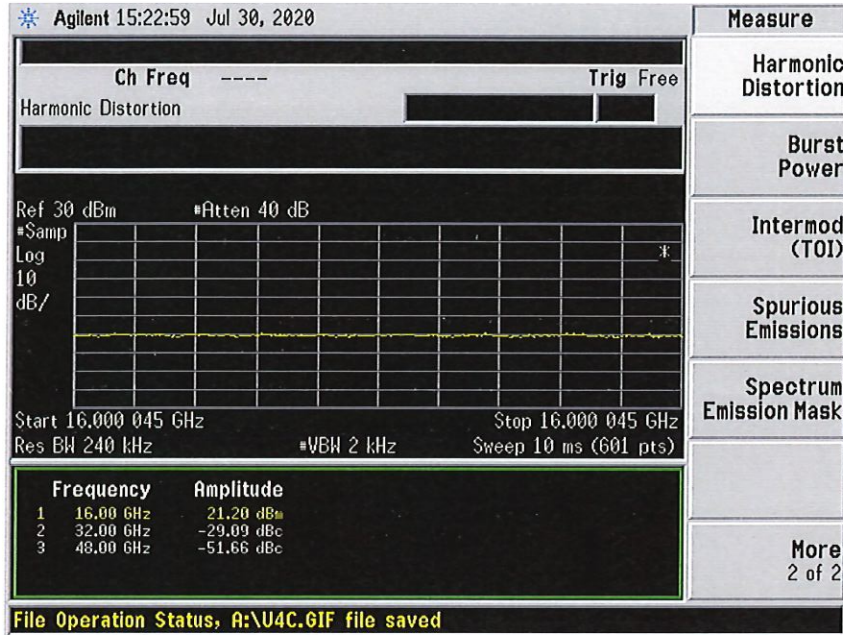 Agilent 15:22:59 Jul 30, 2020
Measure
Ch Freq ----
Trig Free
Harmonic Distortion
Ref 30 dBm #Atten 40 dB
#Samp
Log
10
dB/
*
Start 16.000 045 GHz Stop 16.000 045 GHz
Res BW 240 kHz #VBW 2 kHz Sweep 10 ms (601 pts)
Frequency Amplitude
1 16.00 GHz 21.20 dBm
2 32.00 GHz -29.09 dBc
3 48.00 GHz -51.66 dBc
File Operation Status, A:\U4C.GIF file saved
Harmonic
Distortion
Burst
Power
Intermod
(TOI)
Spurious
Emissions
Spectrum
Emission Mask
More
2 of 2